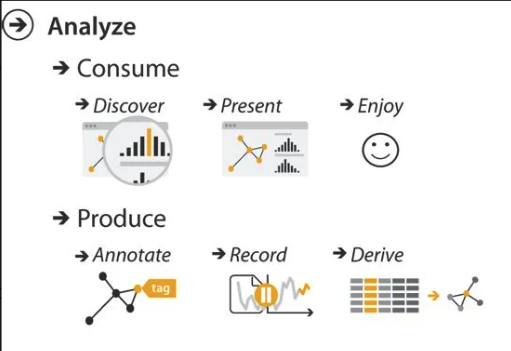 Analyze
Consume
Discover
Present
Enjoy
Produce
Annotate
Record
Derive
tag